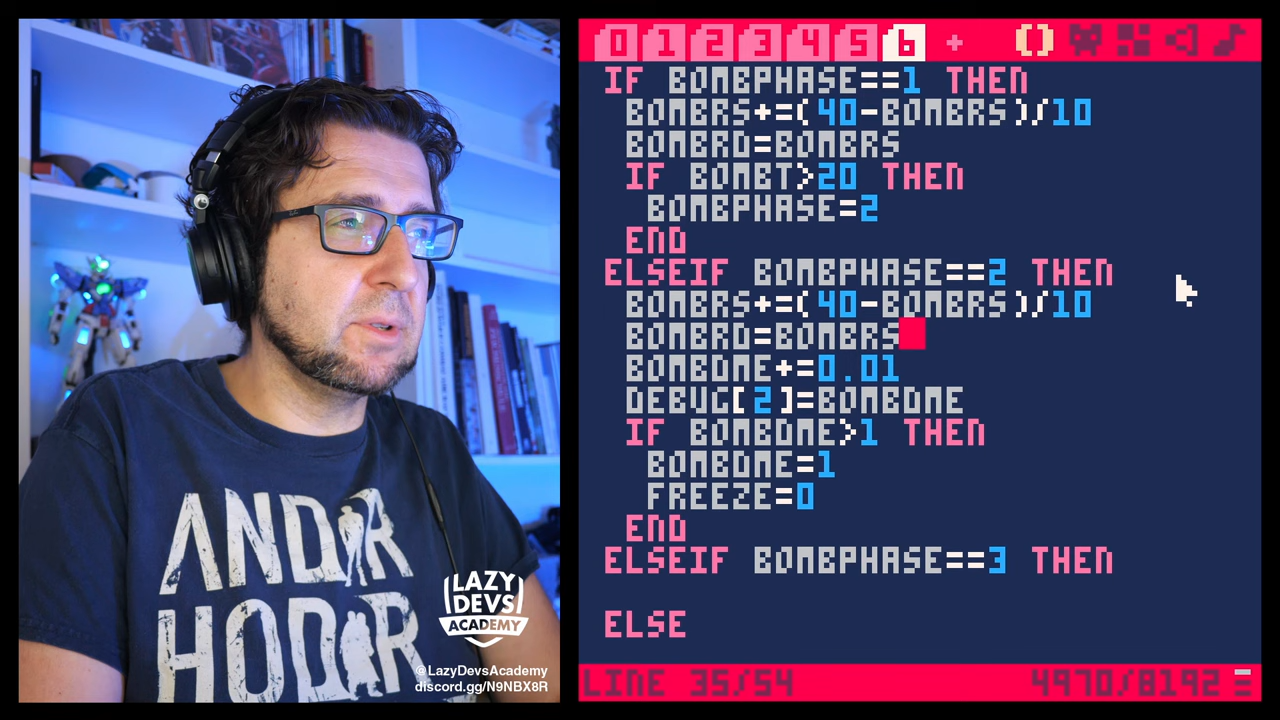 ANDOR
HODOR
LAZY
DEVS
ACADEMY
@LazyDevsAcademy
discord.gg/N9NBX8R
0 1 2 3 4 5 6 + ()
IF BOMBPHASE==1 THEN
BOMBRS+=(40-BOMBRS)/10
BOMBRD=BOMBRS
IF BOMBT>20 THEN
BOMBPHASE=2
END
ELSEIF BOMBPHASE==2 THEN
BOMBRS+=(40-BOMBRS)/10
BOMBRD=BOMBRS
BOMBDME+=0.01
DEBUG[2]=BOMBDME
IF BOMBDME>1 THEN
BOMBDME=1
FREEZE=0
END
ELSEIF BOMBPHASE==3 THEN
ELSE
LINE 35/54 4970/8192